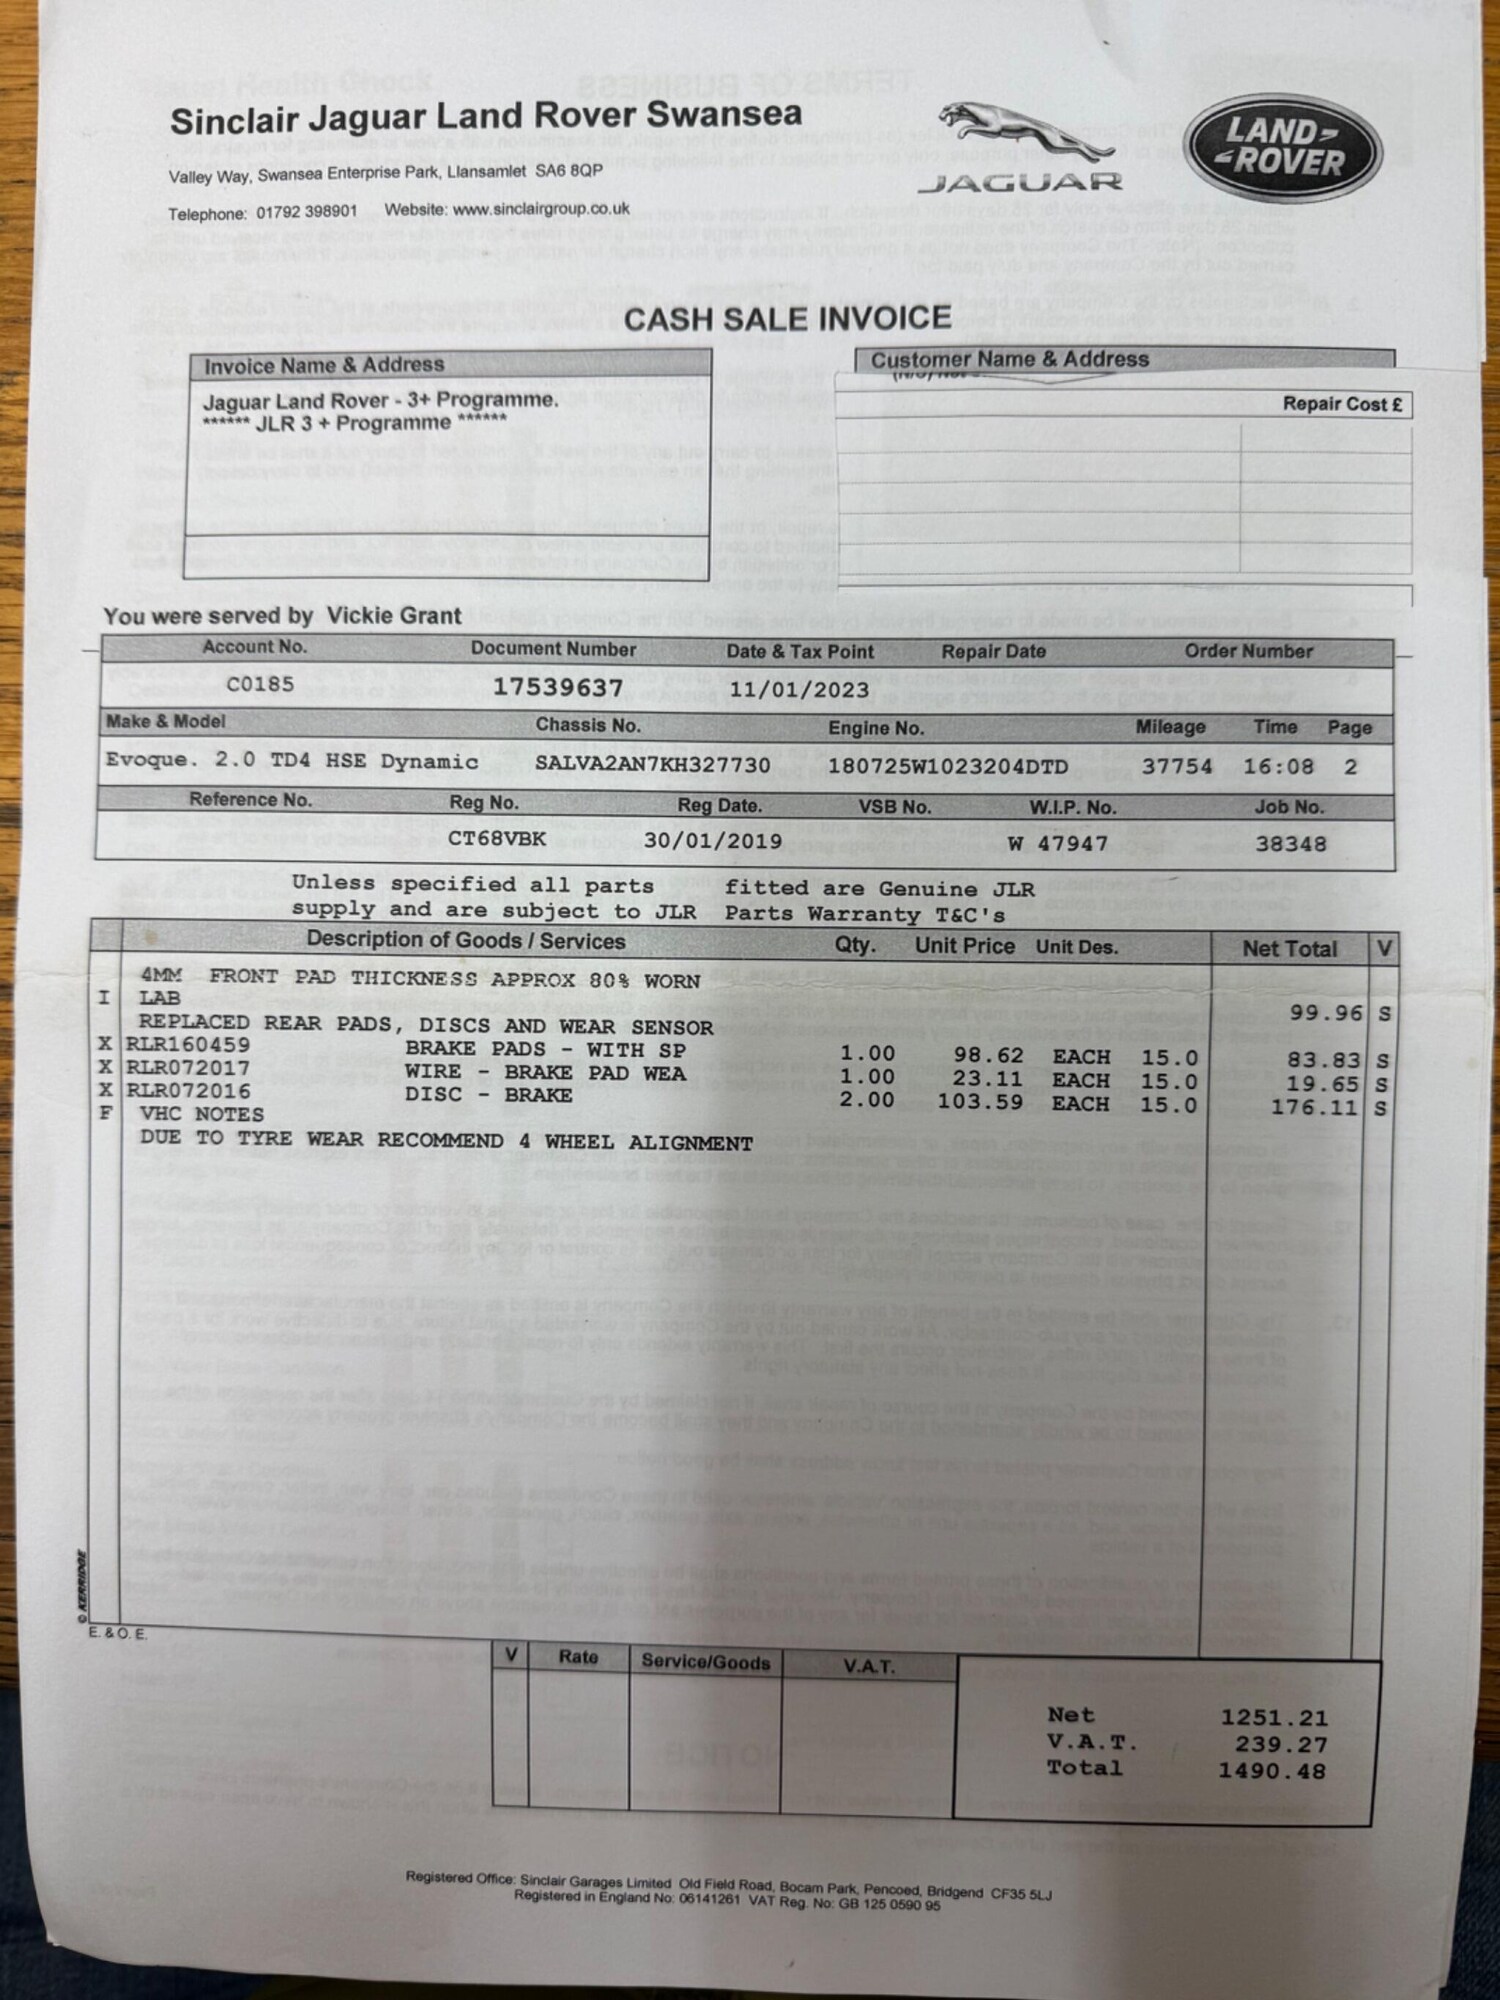 Sinclair Jaguar Land Rover Swansea
Valley Way, Swansea Enterprise Park, Llansamlet SA6 8QP
Telephone: 01792 398901 Website: www.sinclairgroup.co.uk
JAGUAR
LAND-
-ROVER
CASH SALE INVOICE
Invoice Name & Address
Customer Name & Address
Jaguar Land Rover - 3+ Programme.
****** JLR 3 + Programme ******
Repair Cost £
You were served by Vickie Grant
Account No. Document Number Date & Tax Point Repair Date Order Number
C0185 17539637 11/01/2023
Make & Model Chassis No. Engine No. Mileage Time Page
Evoque. 2.0 TD4 HSE Dynamic SALVA2AN7KH327730 180725W1023204DTD 37754 16:08 2
Reference No. Reg No. Reg Date. VSB No. W.I.P. No. Job No.
CT68VBK 30/01/2019 W 47947 38348
Unless specified all parts fitted are Genuine JLR
supply and are subject to JLR Parts Warranty T&C's
Description of Goods / Services Qty. Unit Price Unit Des. Net Total V
4MM FRONT PAD THICKNESS APPROX 80% WORN
I LAB 99.96 S
REPLACED REAR PADS, DISCS AND WEAR SENSOR
X RLR160459 BRAKE PADS - WITH SP 1.00 98.62 EACH 15.0 83.83 S
X RLR072017 WIRE - BRAKE PAD WEA 1.00 23.11 EACH 15.0 19.65 S
X RLR072016 DISC - BRAKE 2.00 103.59 EACH 15.0 176.11 S
F VHC NOTES
DUE TO TYRE WEAR RECOMMEND 4 WHEEL ALIGNMENT
© KERRIDGE
E. & O. E.
V Rate Service/Goods V.A.T.
Net 1251.21
V.A.T. 239.27
Total 1490.48
Registered Office: Sinclair Garages Limited Old Field Road, Bocam Park, Pencoed, Bridgend CF35 5LJ
Registered in England No: 06141261 VAT Reg. No: GB 125 0590 95